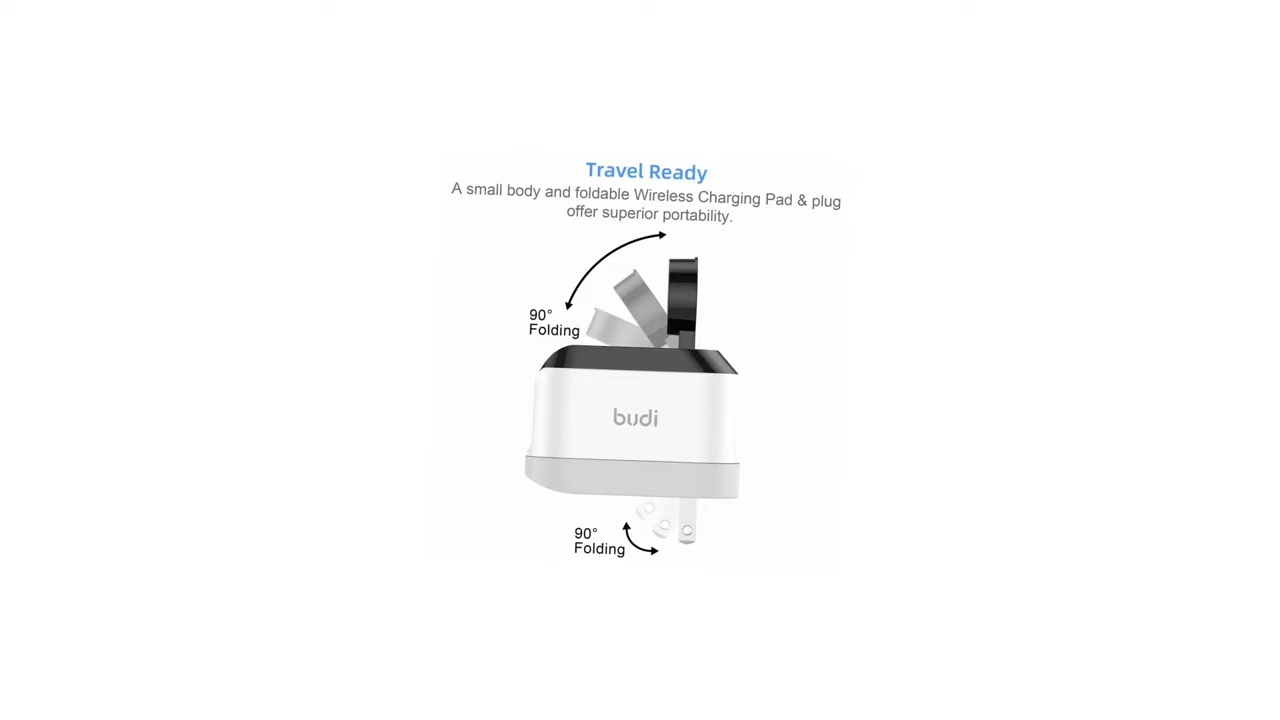 Travel Ready
A small body and foldable Wireless Charging Pad & plug
offer superior portability.
90°
Folding
budi
90°
Folding